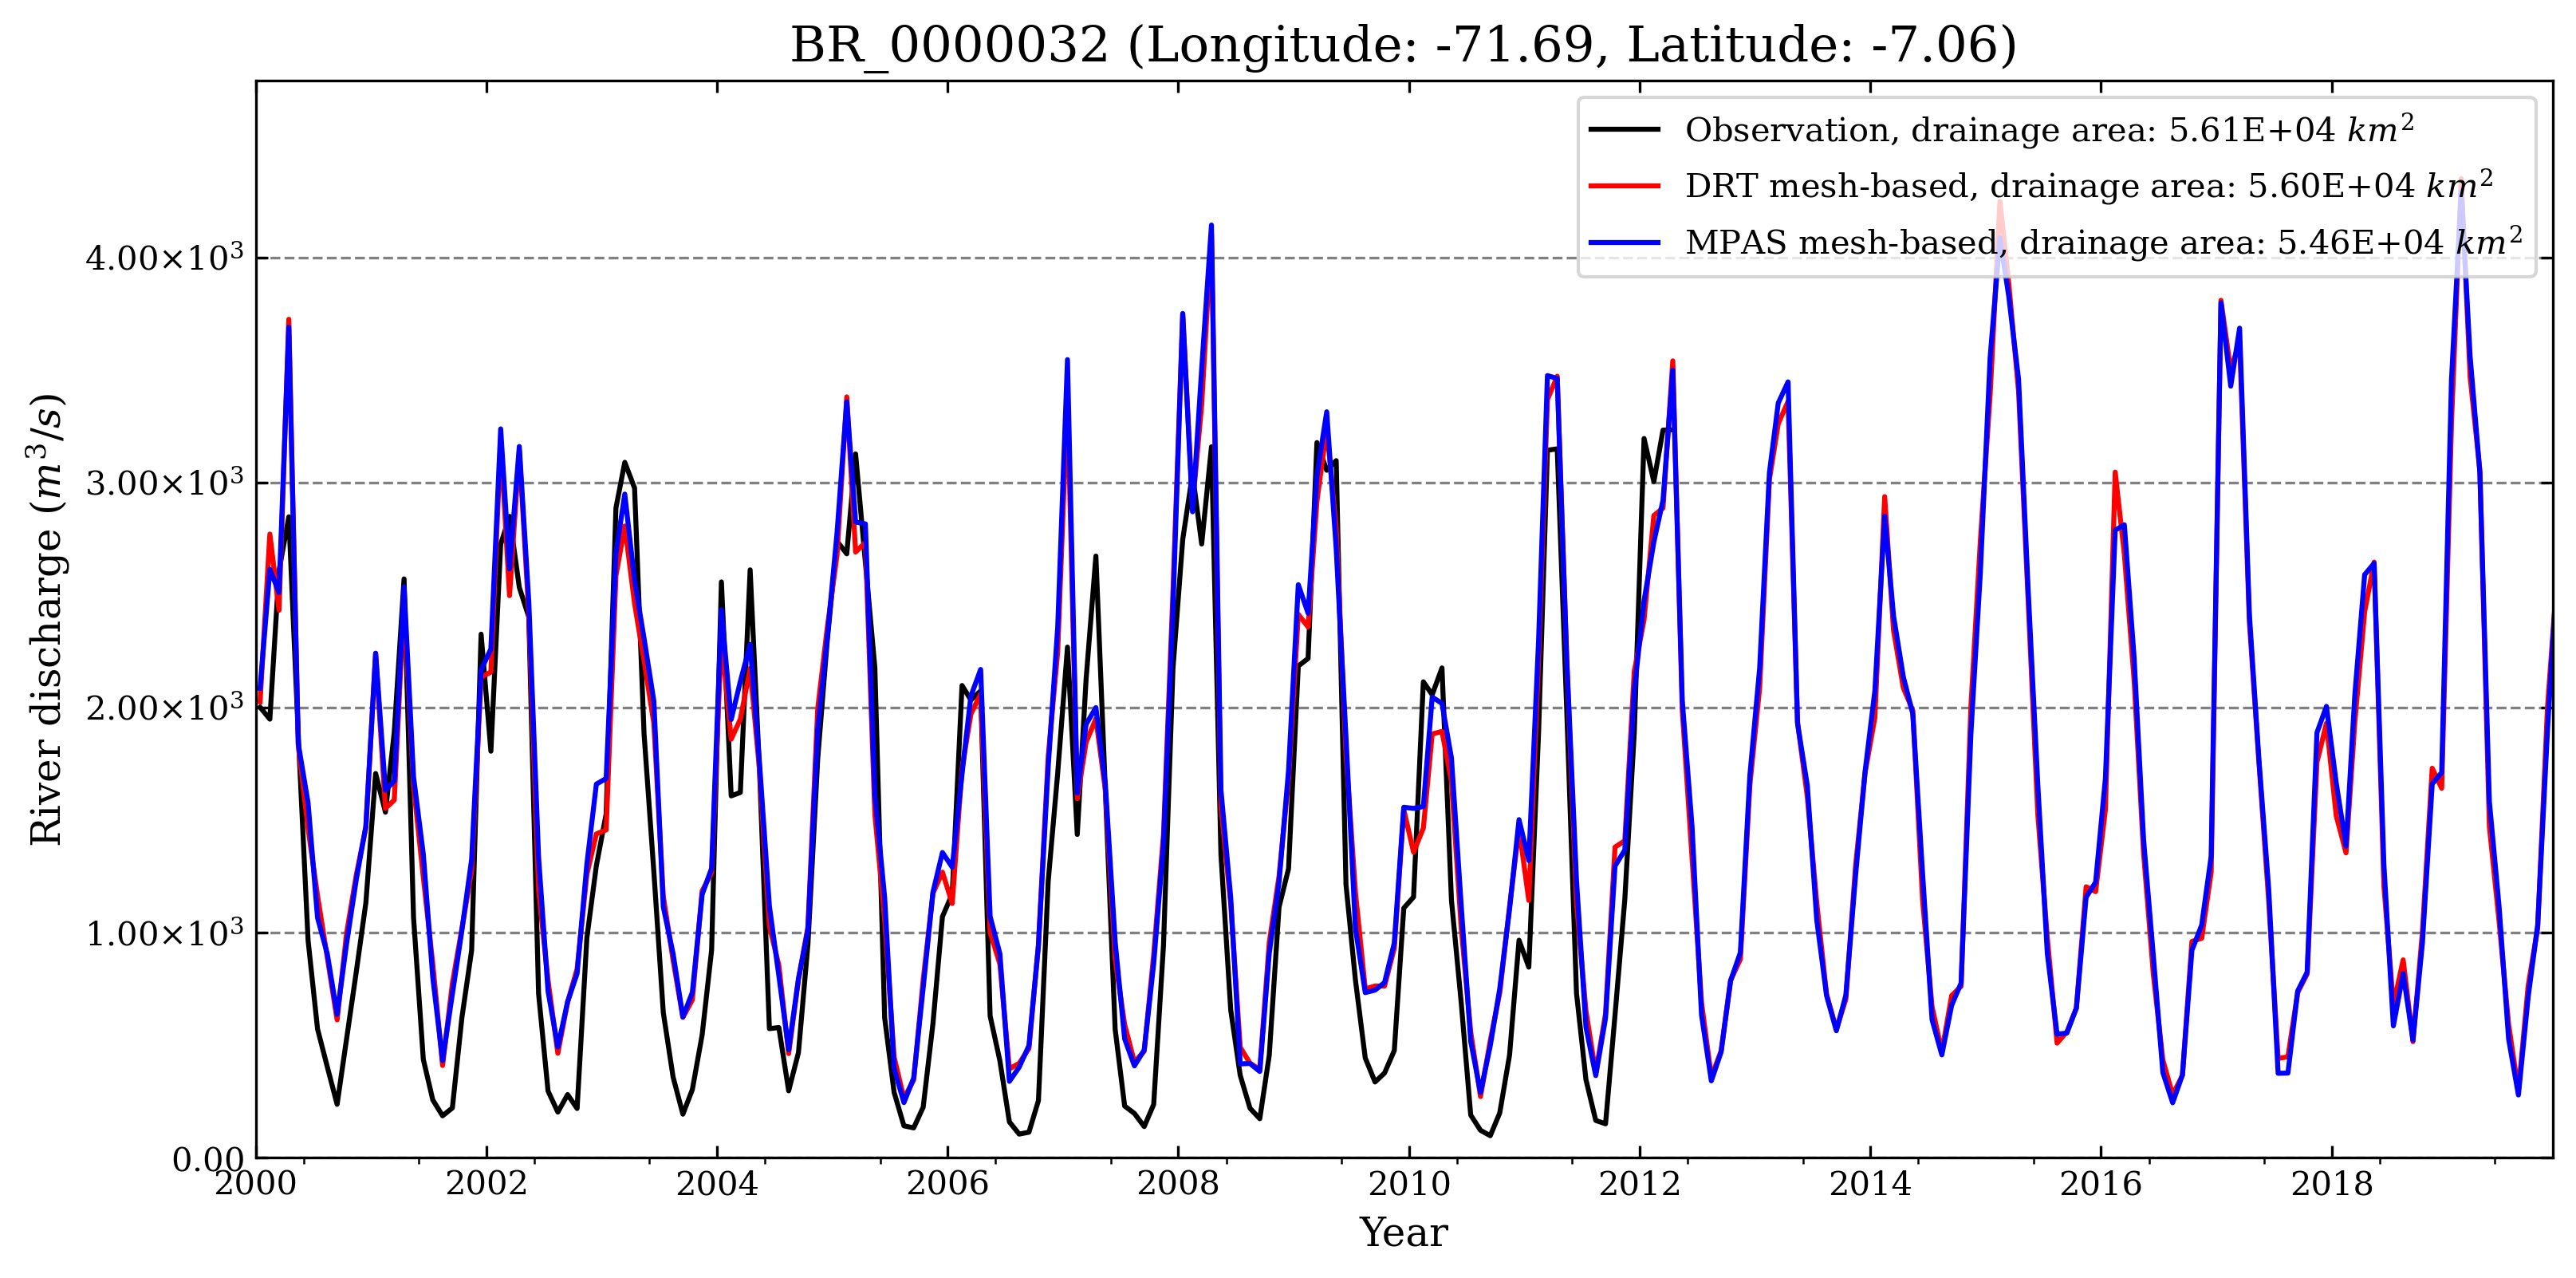 BR_0000032 (Longitude: -71.69, Latitude: -7.06)
Observation, drainage area: 5.61E+04 km²
DRT mesh-based, drainage area: 5.60E+04 km²
MPAS mesh-based, drainage area: 5.46E+04 km²
River discharge (m³/s)
4.00×10³
3.00×10³
2.00×10³
1.00×10³
0.00
2000 2002 2004 2006 2008 2010 2012 2014 2016 2018
Year